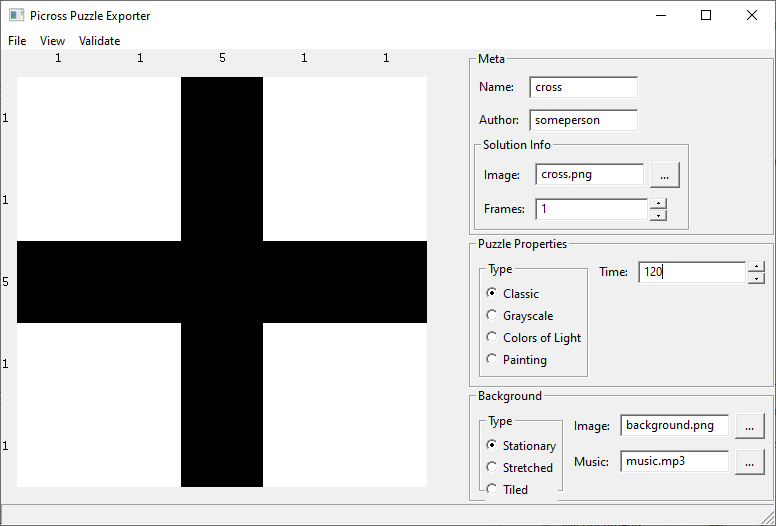 Picross Puzzle Exporter
File View Validate
1 1 5 1 1
1
1
5
1
1
Meta
Name: cross
Author: someperson
Solution Info
Image: cross.png ...
Frames: 1
Puzzle Properties
Type
Time: 120
Classic
Grayscale
Colors of Light
Painting
Background
Type
Image: background.png ...
Stationary
Music: music.mp3 ...
Stretched
Tiled